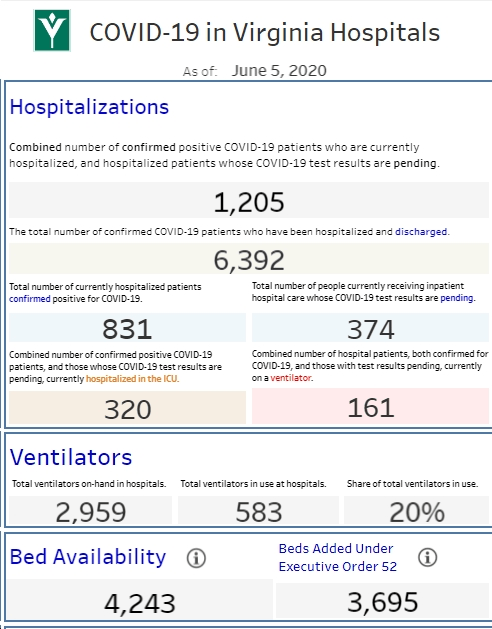 COVID-19 in Virginia Hospitals
As of: June 5, 2020
Hospitalizations
Combined number of confirmed positive COVID-19 patients who are currently
hospitalized, and hospitalized patients whose COVID-19 test results are pending.
1,205
The total number of confirmed COVID-19 patients who have been hospitalized and discharged.
6,392
Total number of currently hospitalized patients
confirmed positive for COVID-19.
831
Total number of people currently receiving inpatient
hospital care whose COVID-19 test results are pending.
374
Combined number of confirmed positive COVID-19
patients, and those whose COVID-19 test results are
pending, currently hospitalized in the ICU.
320
Combined number of hospital patients, both confirmed for
COVID-19, and those with test results pending, currently
on a ventilator.
161
Ventilators
Total ventilators on-hand in hospitals.
2,959
Total ventilators in use at hospitals.
583
Share of total ventilators in use.
20%
Bed Availability
4,243
Beds Added Under
Executive Order 52
3,695